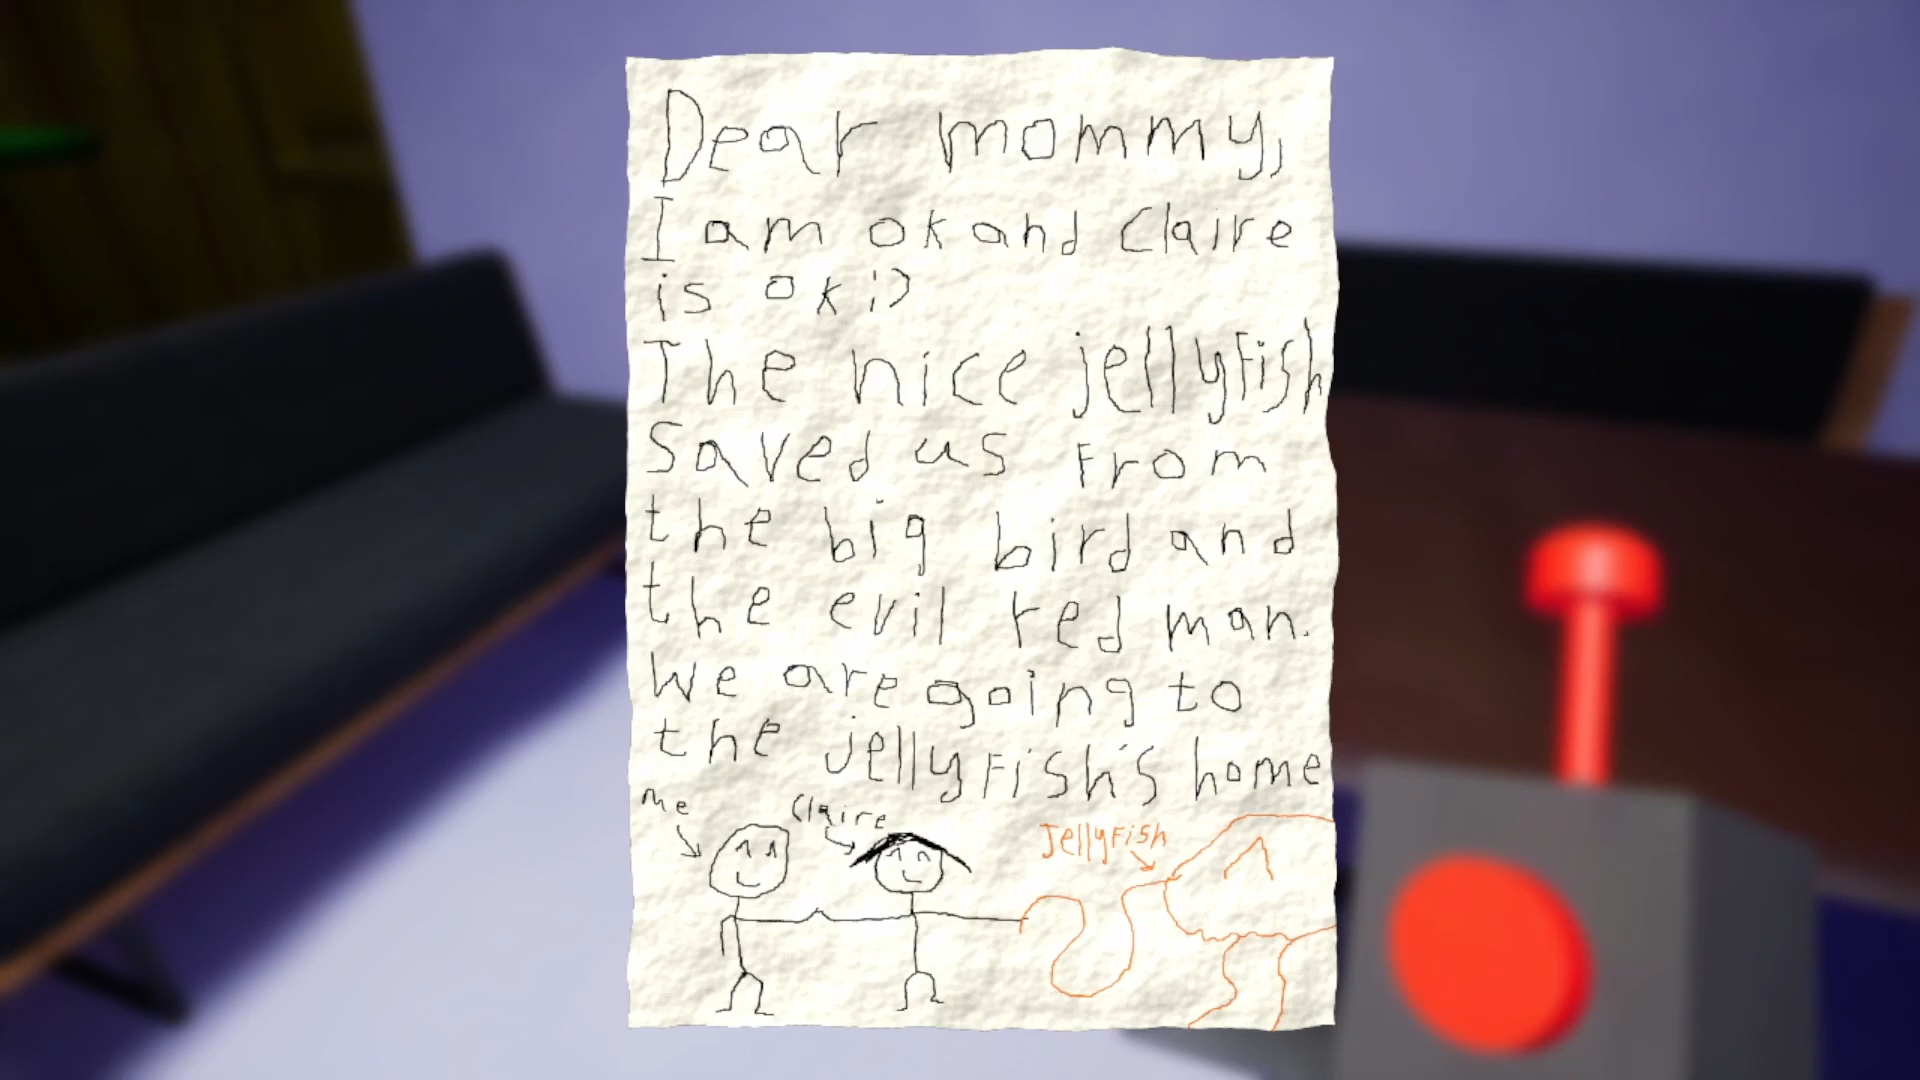 Dear mommy,
I am ok and Claire
is ok :)
The nice jellyfish
saved us from
the big bird and
the evil red man.
We are going to
the jellyfish's home
Me
Claire
Jellyfish